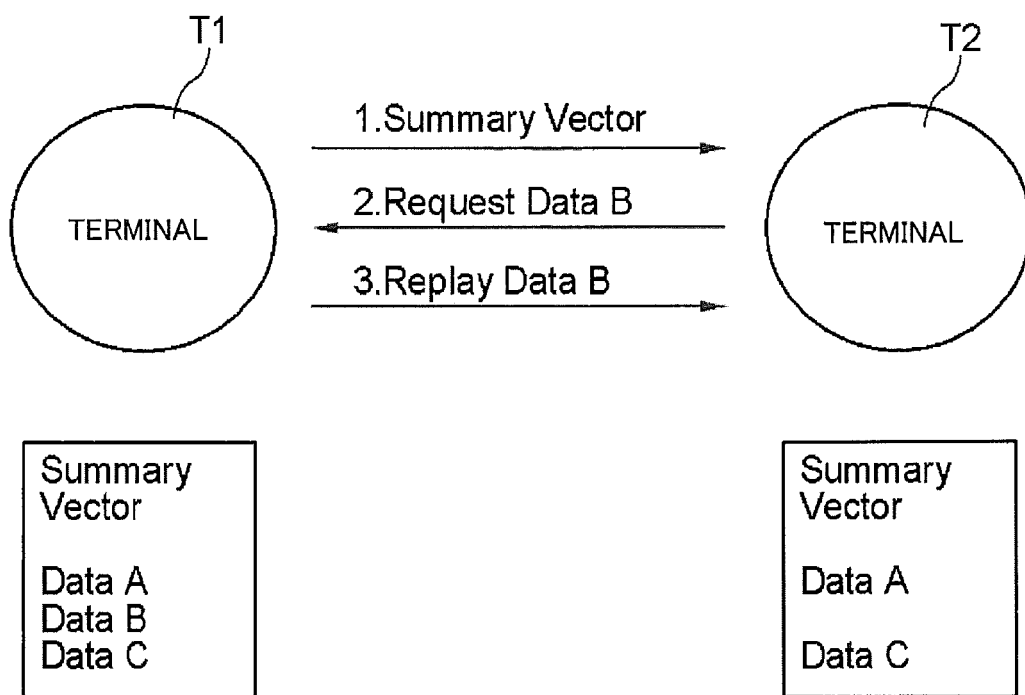 T1
T2
1.Summary Vector
2.Request Data B
3.Replay Data B
TERMINAL
TERMINAL
Summary
Vector
Data A
Data B
Data C
Summary
Vector
Data A
Data C